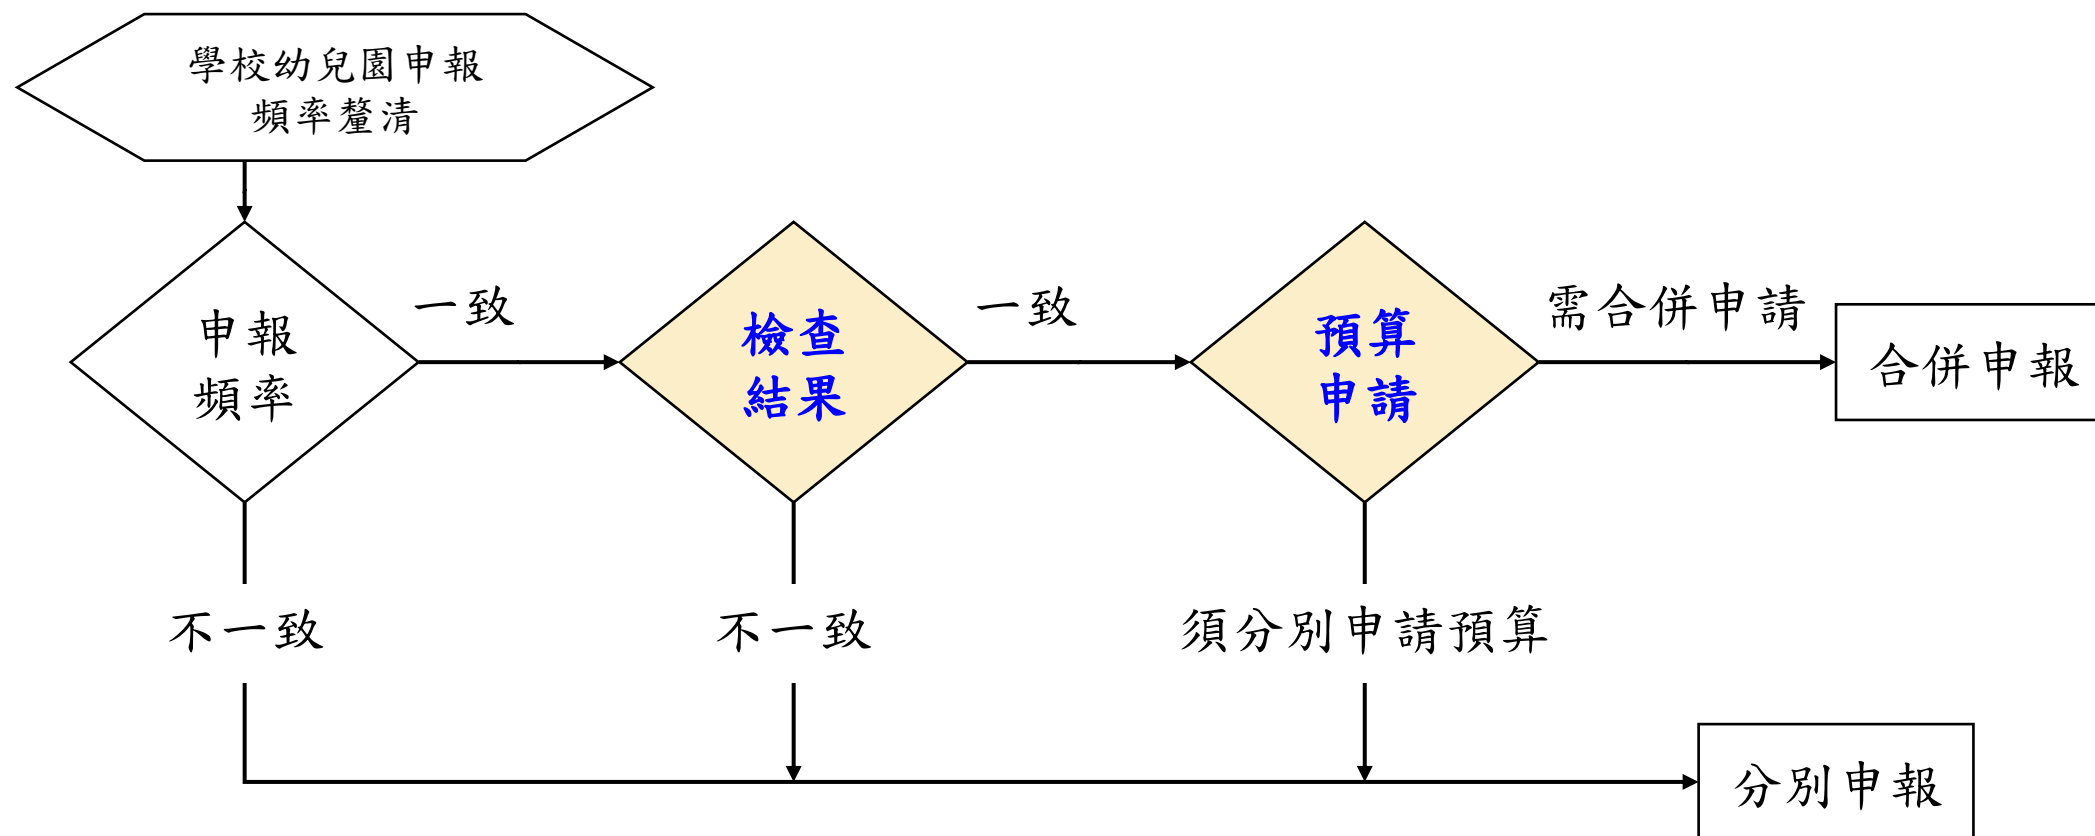 學校幼兒園申報
頻率釐清
申報
頻率
一致
檢查
結果
一致
預算
申請
需合併申請
合併申報
不一致
不一致
須分別申請預算
分別申報